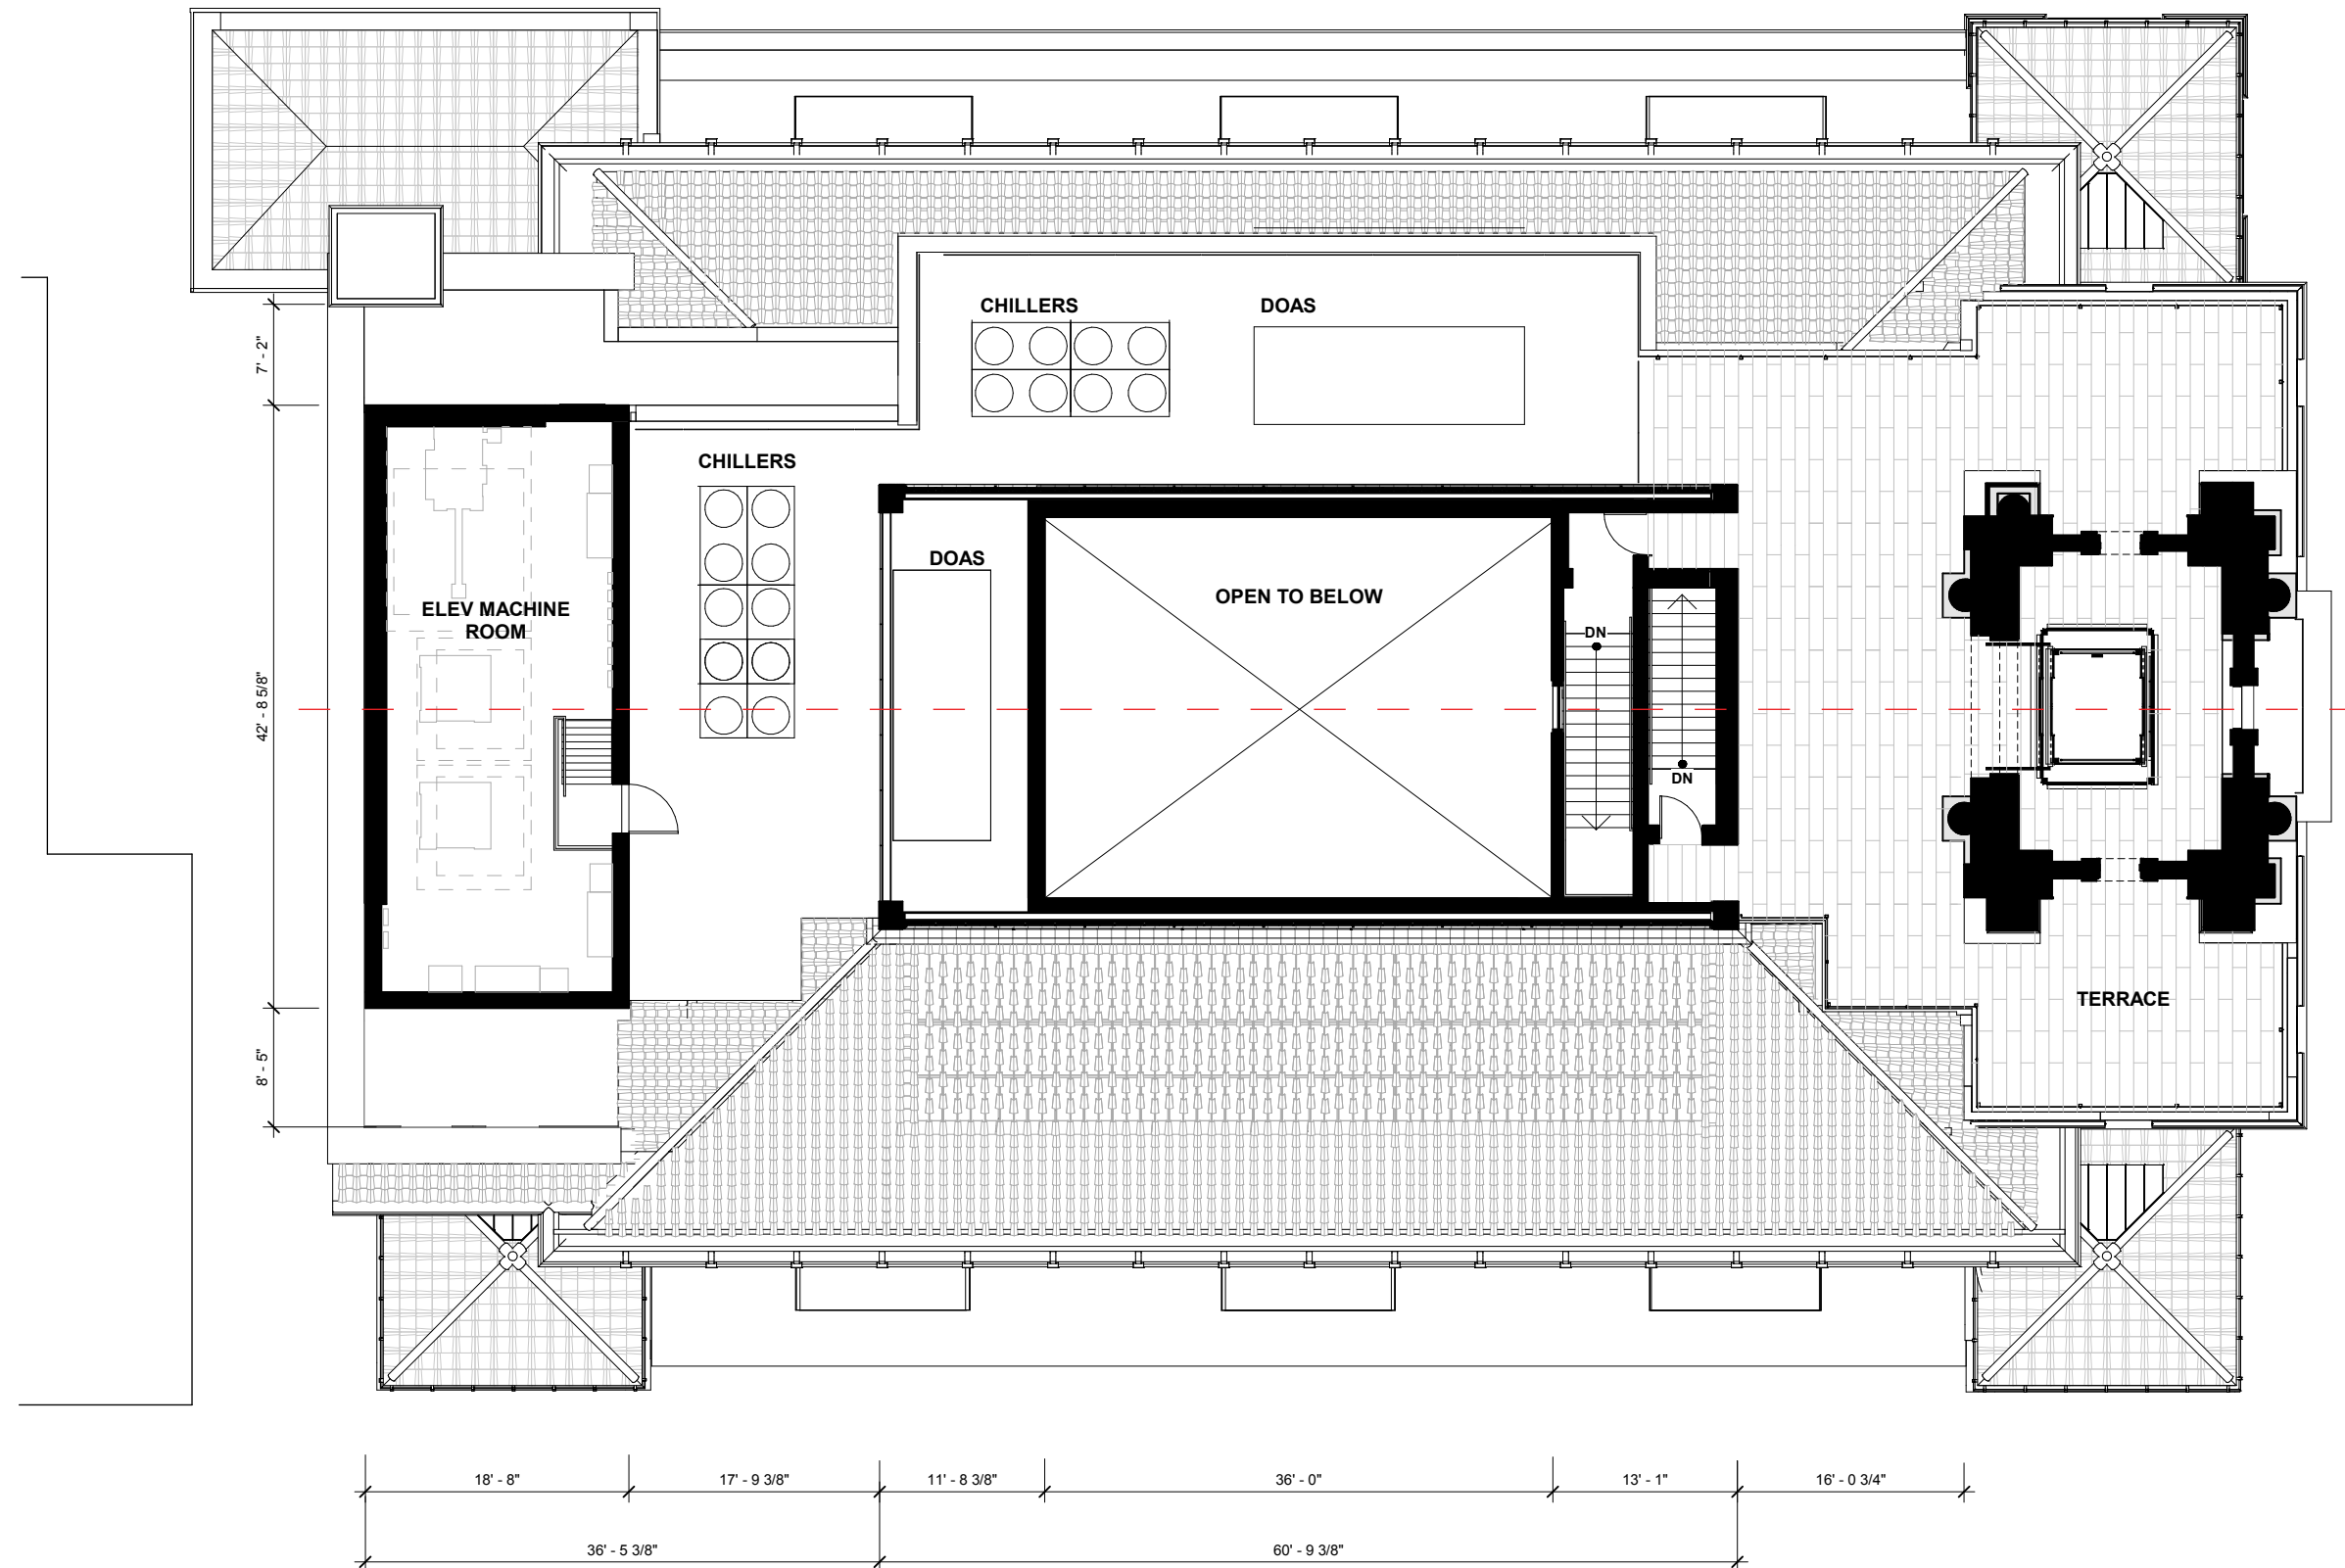 CHILLERS
DOAS
7' - 2"
CHILLERS
DOAS
OPEN TO BELOW
ELEV MACHINE
ROOM
DN
42' - 8 5/8"
DN
TERRACE
8' - 5"
18' - 8"
17' - 9 3/8"
11' - 8 3/8"
36' - 0"
13' - 1"
16' - 0 3/4"
36' - 5 3/8"
60' - 9 3/8"